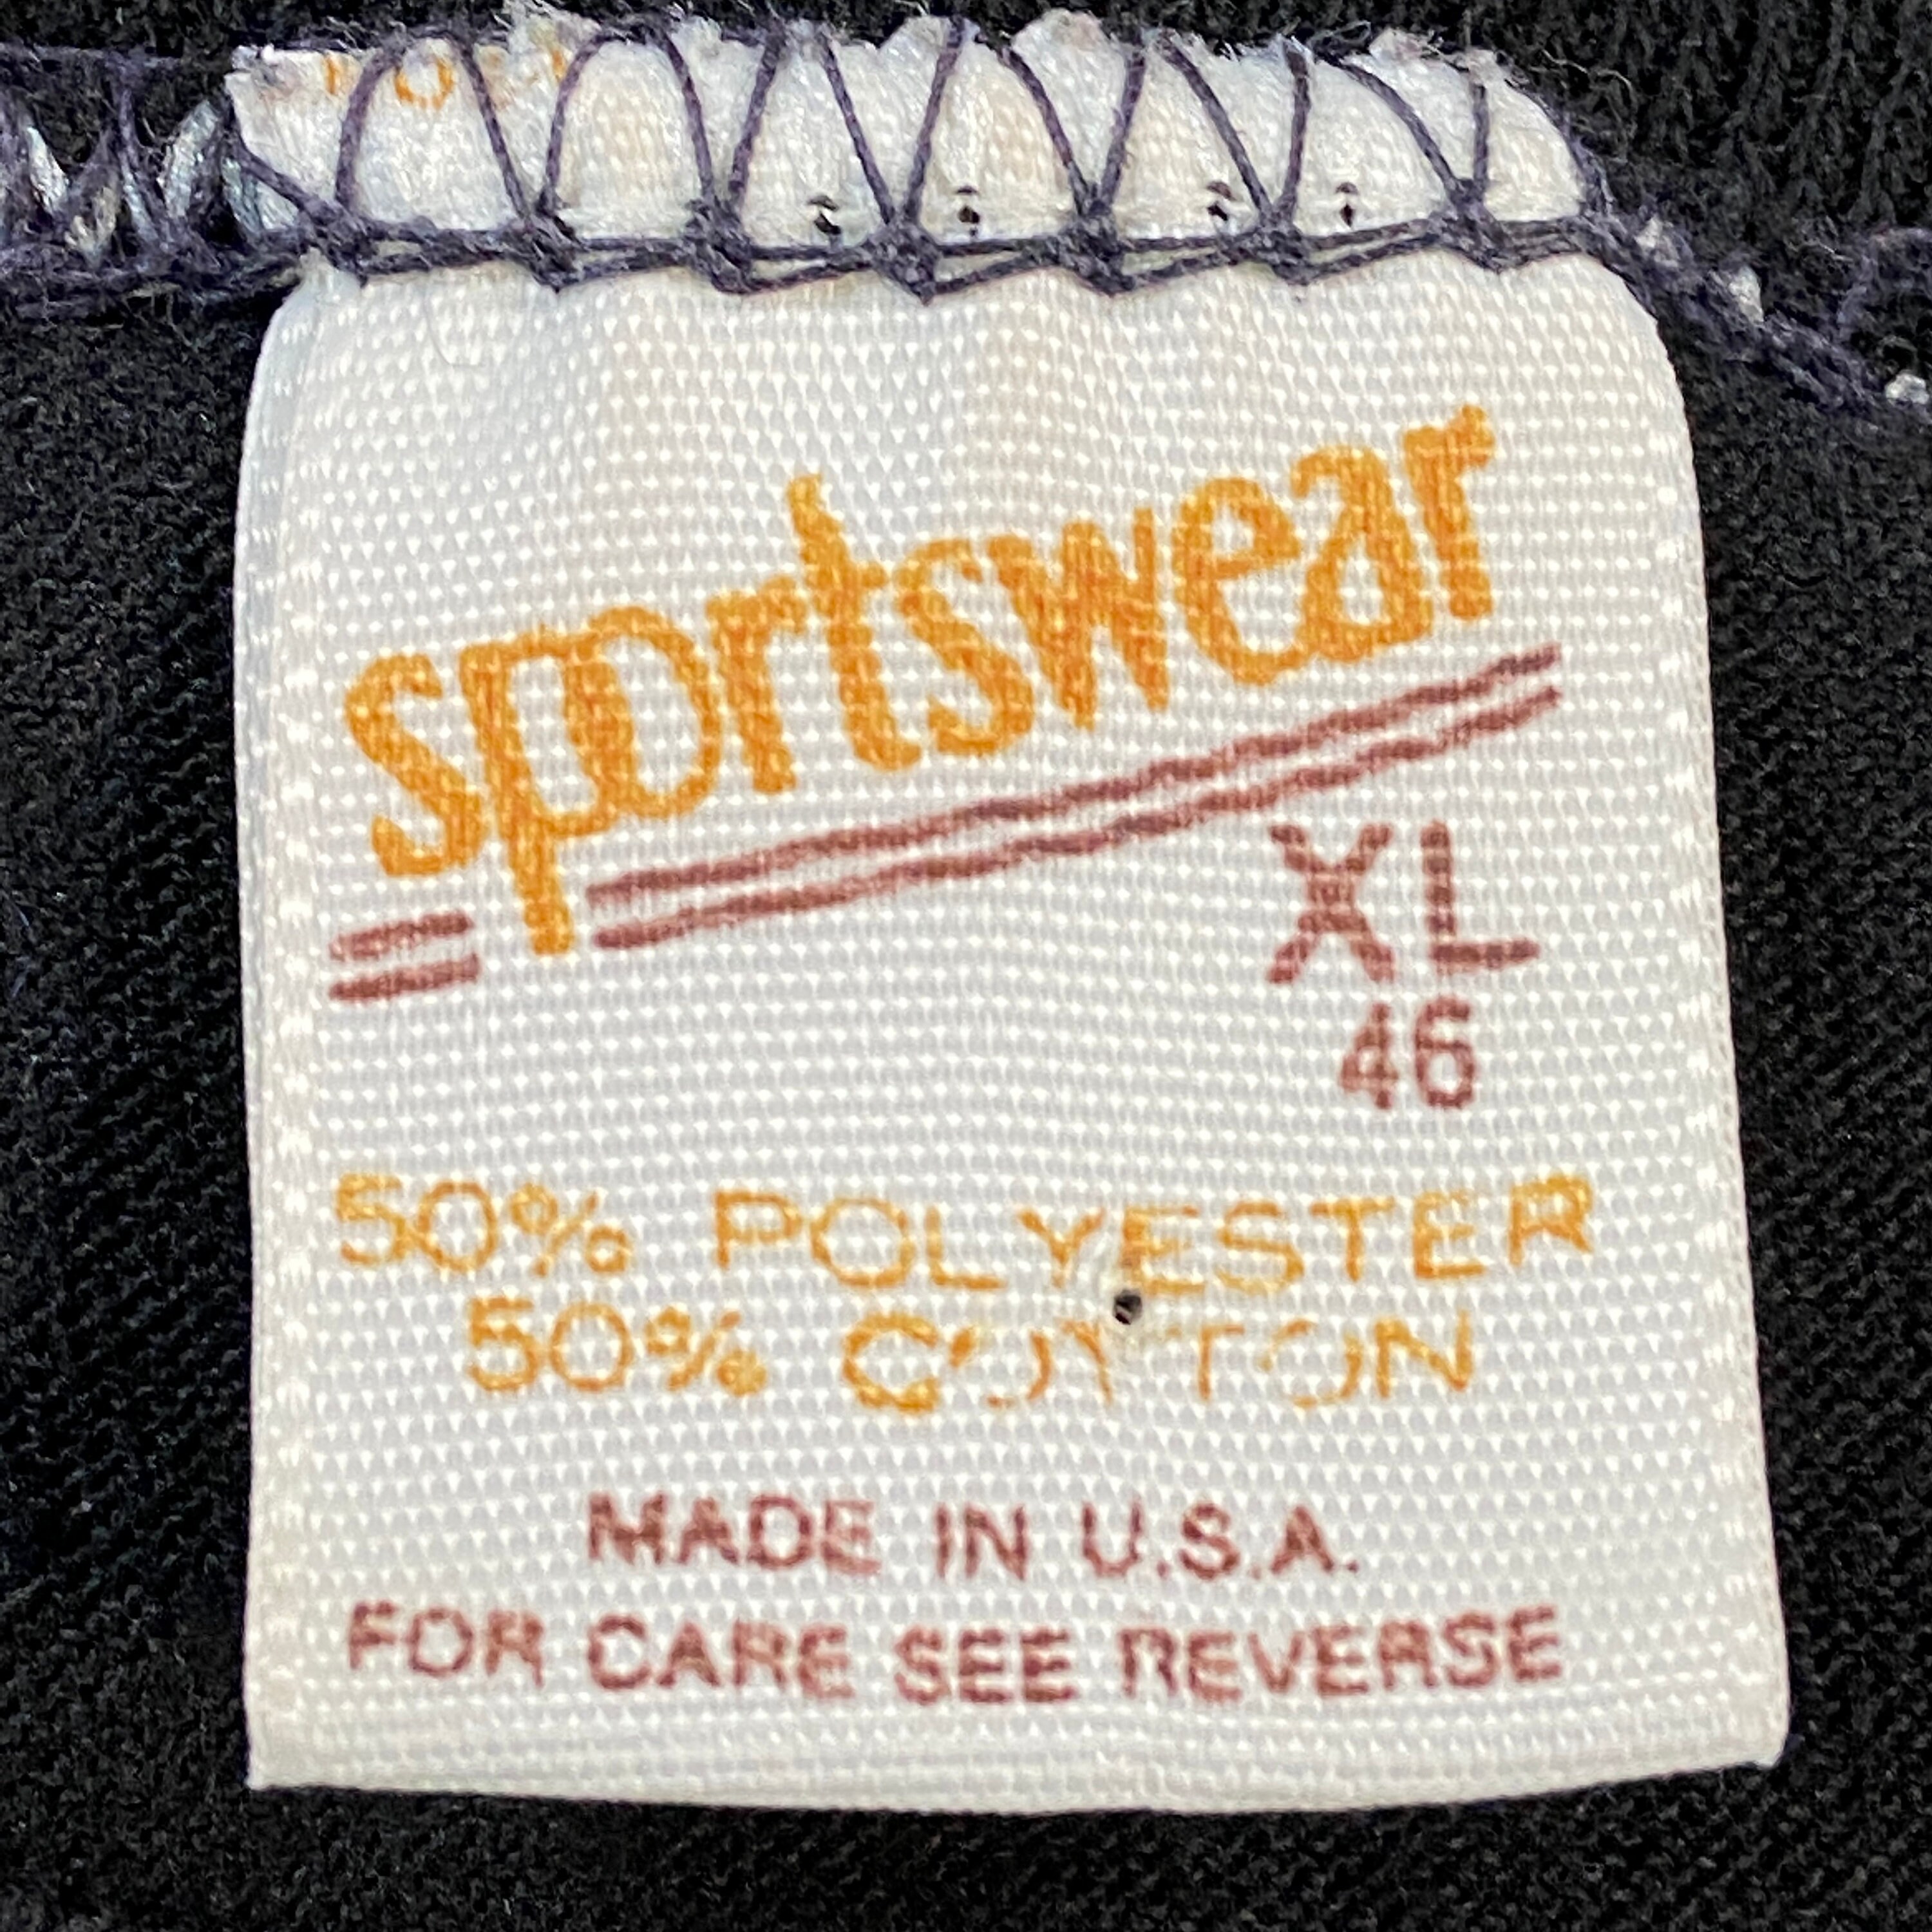 sportswear
XL
46
50% POLYESTER
50% COTTON
MADE IN U.S.A.
FOR CARE SEE REVERSE